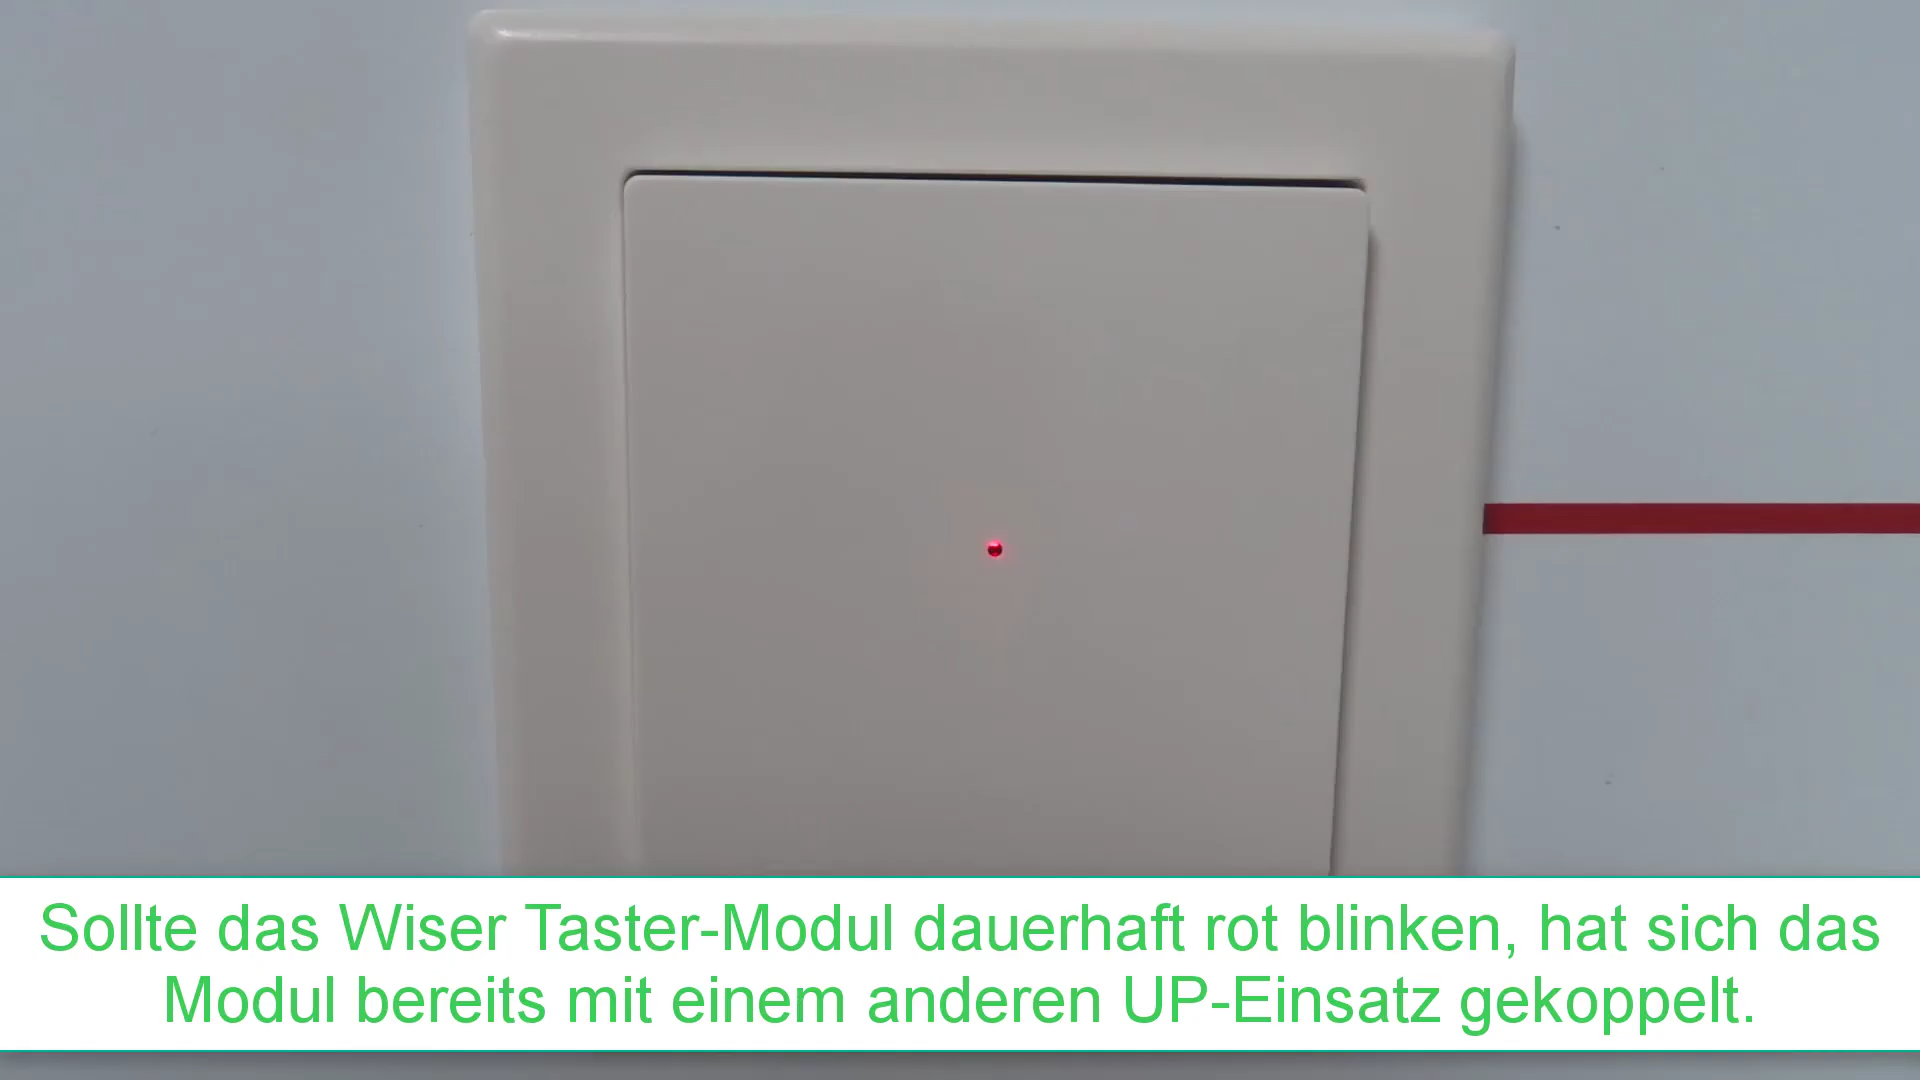 Sollte das Wiser Taster-Modul dauerhaft rot blinken, hat sich das
Modul bereits mit einem anderen UP-Einsatz gekoppelt.